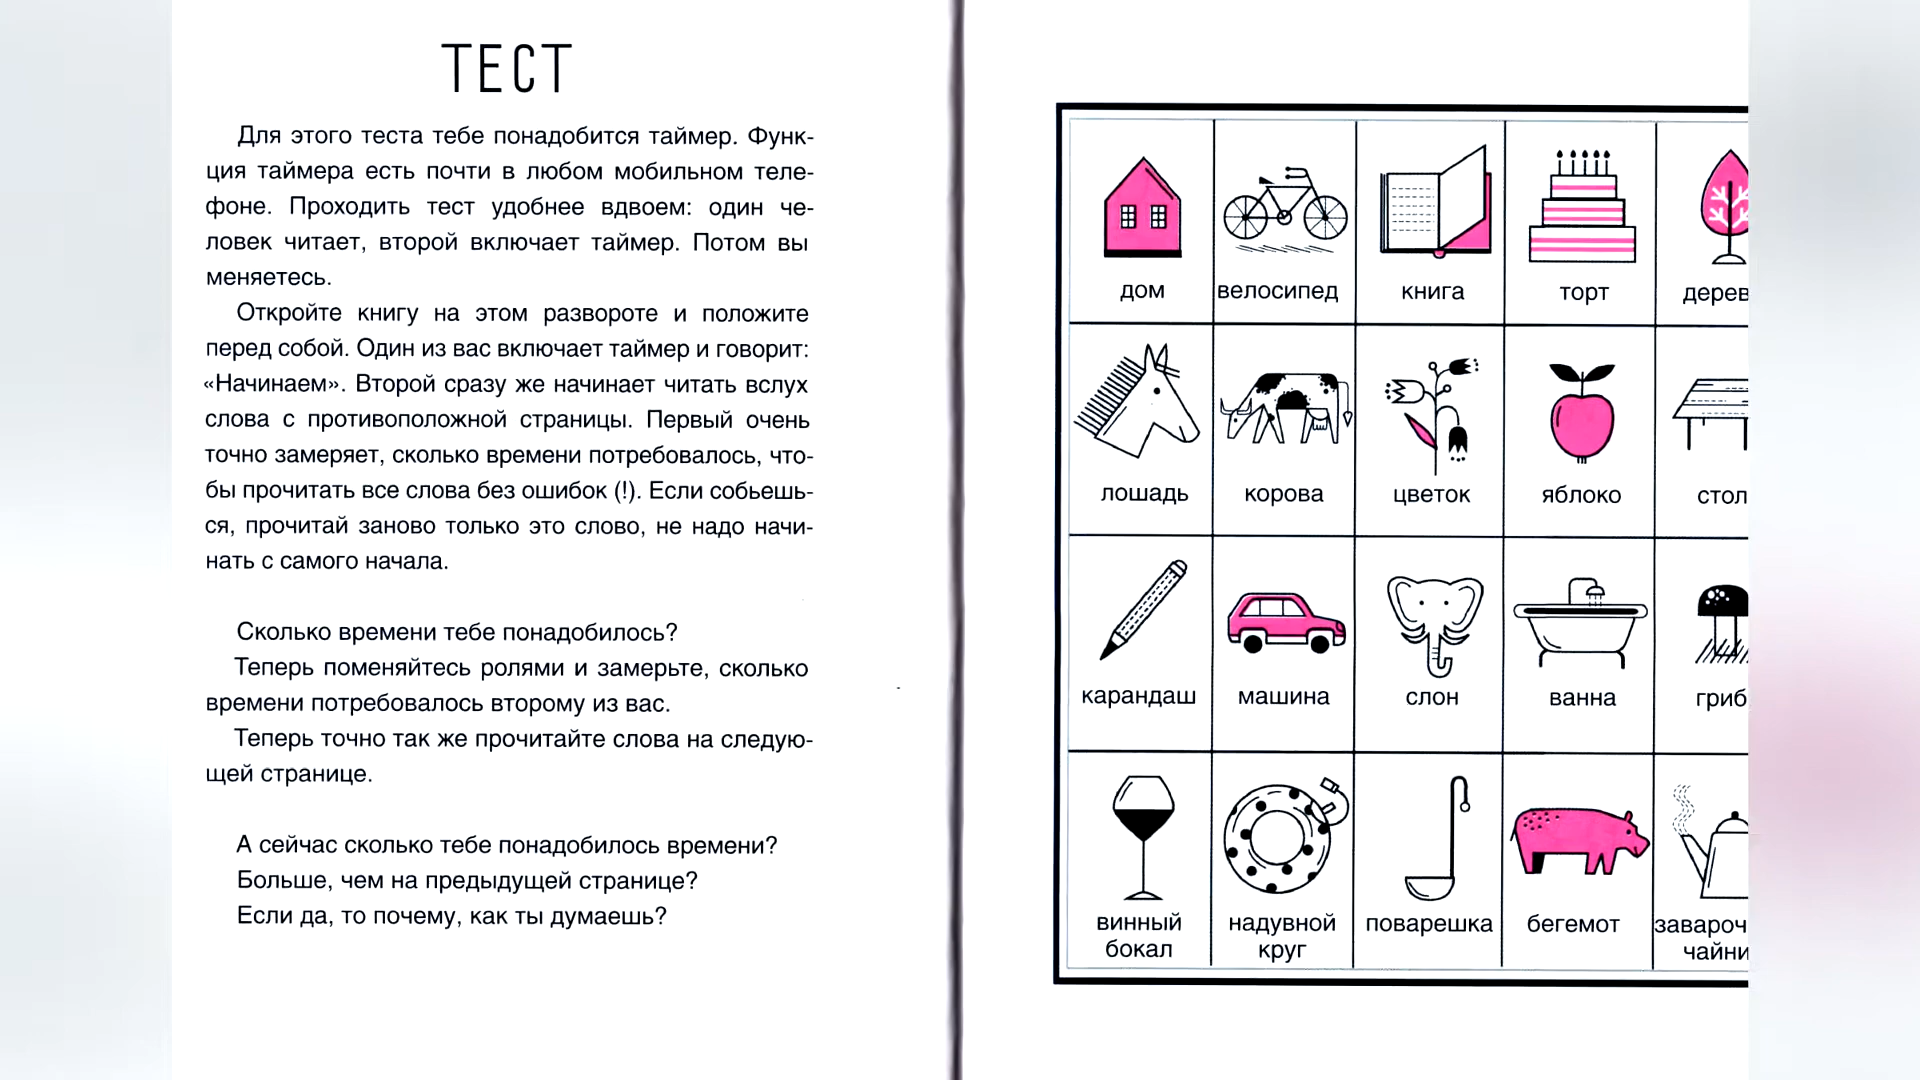 ТЕСТ
Для этого теста тебе понадобится таймер. Функ-
ция таймера есть почти в любом мобильном теле-
фоне. Проходить тест удобнее вдвоем: один че-
ловек читает, второй включает таймер. Потом вы
меняетесь.
Откройте книгу на этом развороте и положите
перед собой. Один из вас включает таймер и говорит:
«Начинаем». Второй сразу же начинает читать вслух
слова с противоположной страницы. Первый очень
точно замеряет, сколько времени потребовалось, что-
бы прочитать все слова без ошибок (!). Если собьешь-
ся, прочитай заново только это слово, не надо начи-
нать с самого начала.
Сколько времени тебе понадобилось?
Теперь поменяйтесь ролями и замерьте, сколько
времени потребовалось второму из вас.
Теперь точно так же прочитайте слова на следую-
щей странице.
А сейчас сколько тебе понадобилось времени?
Больше, чем на предыдущей странице?
Если да, то почему, как ты думаешь?
дом велосипед книга торт дерев
лошадь корова цветок яблоко стол
карандаш машина слон ванна гриб
винный надувной поварешка бегемот завароч
бокал круг чайни